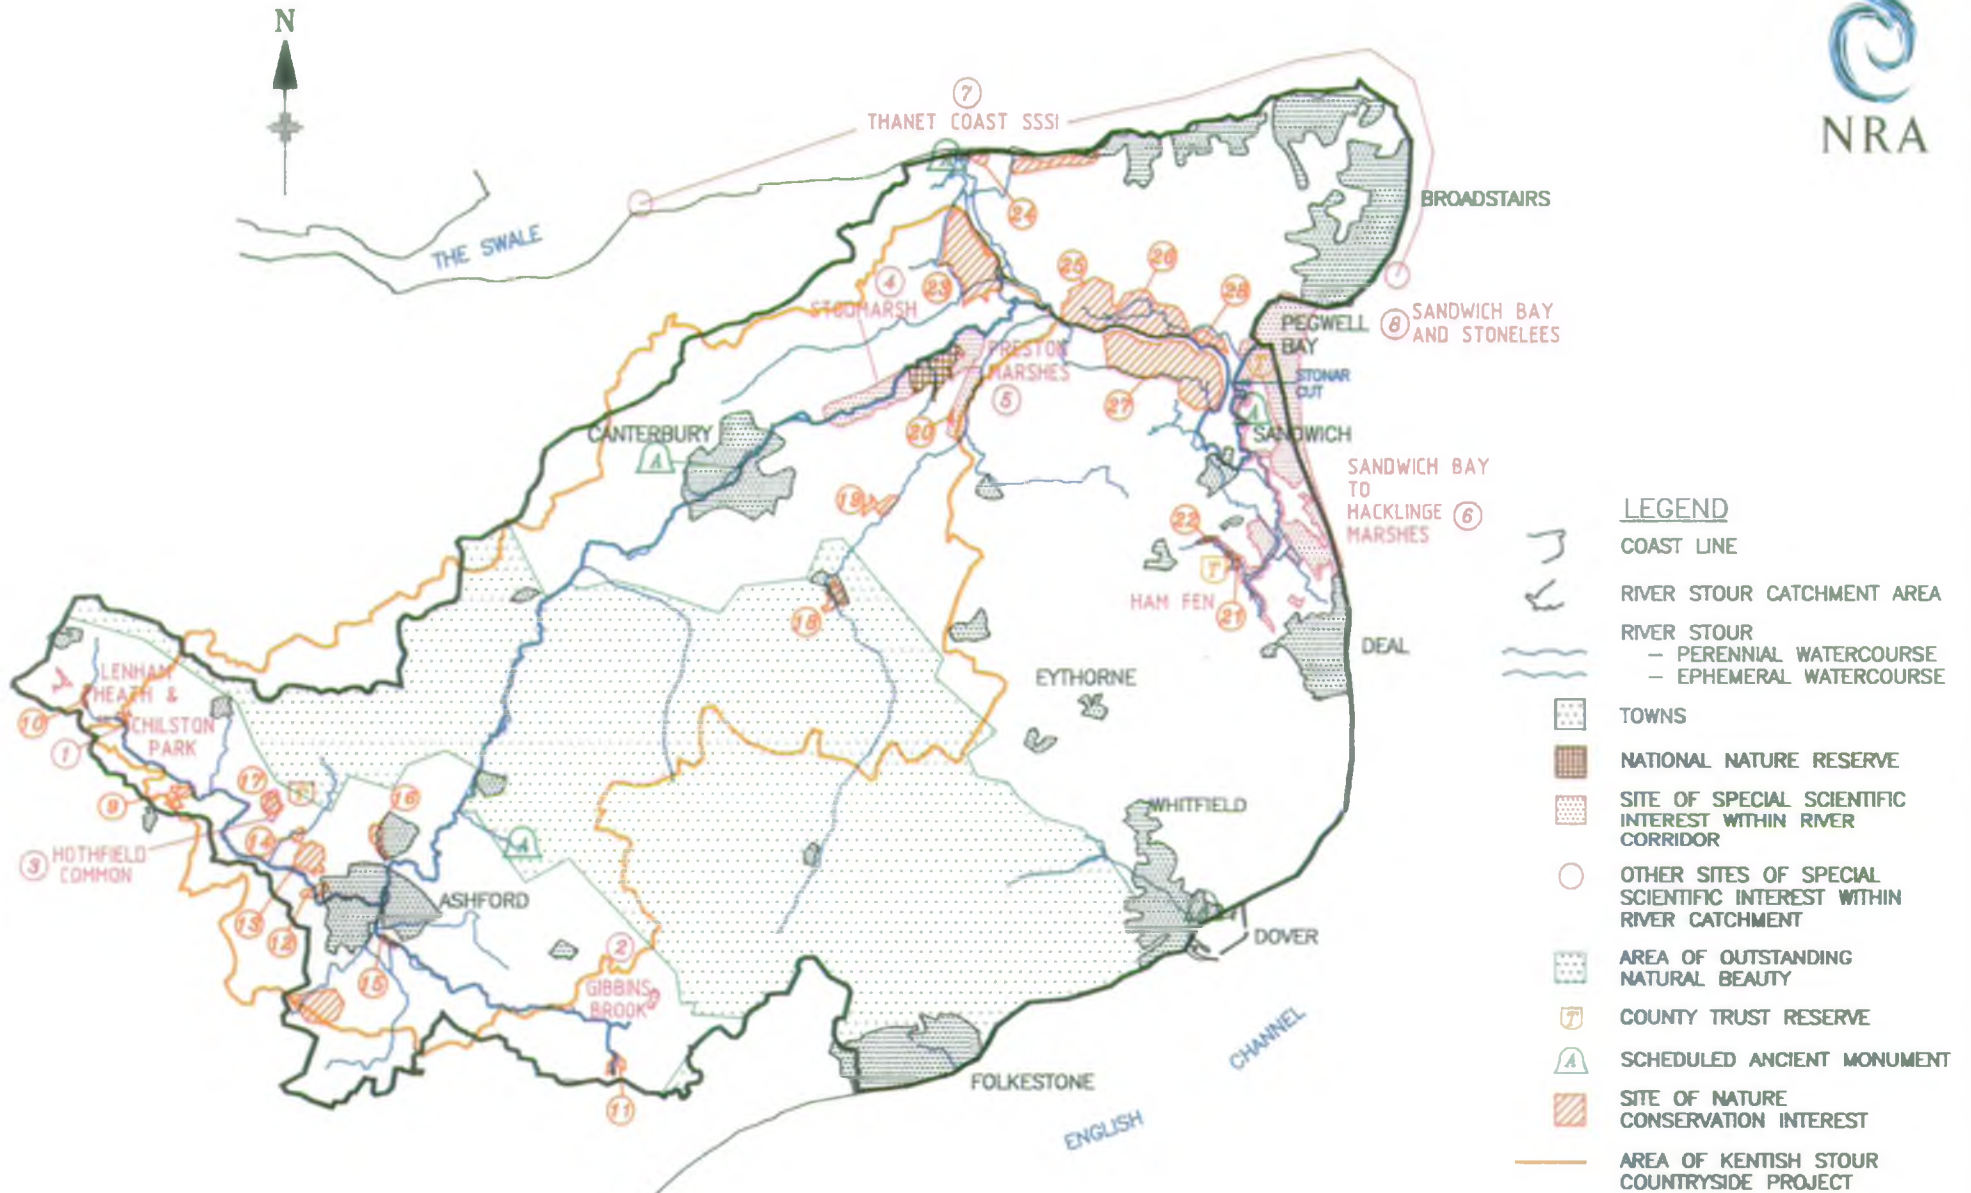 N
NRA
7
THANET COAST SSSI
BROADSTAIRS
THE SWALE
24
25
26
28
4
23
STODMARSH
PEGWELL
BAY
8
SANDWICH BAY
AND STONELEES
PRESTON
MARSHES
5
T
STONAR
CUT
27
A
20
CANTERBURY
A
SANDWICH
SANDWICH BAY
TO
HACKLINGE 6
MARSHES
19
22
T
HAM FEN
21
18
DEAL
EYTHORNE
LENHAM
HEATH &
CHILSTON
PARK
10
1
17
T
9
16
14
A
WHITFIELD
3
HOTHFIELD
COMMON
ASHFORD
13
12
15
2
GIBBINS
BROOK
DOVER
11
FOLKESTONE
ENGLISH
CHANNEL
LEGEND
COAST LINE
RIVER STOUR CATCHMENT AREA
RIVER STOUR
- PERENNIAL WATERCOURSE
- EPHEMERAL WATERCOURSE
TOWNS
NATIONAL NATURE RESERVE
SITE OF SPECIAL SCIENTIFIC
INTEREST WITHIN RIVER
CORRIDOR
OTHER SITES OF SPECIAL
SCIENTIFIC INTEREST WITHIN
RIVER CATCHMENT
AREA OF OUTSTANDING
NATURAL BEAUTY
T
COUNTY TRUST RESERVE
A
SCHEDULED ANCIENT MONUMENT
SITE OF NATURE
CONSERVATION INTEREST
AREA OF KENTISH STOUR
COUNTRYSIDE PROJECT